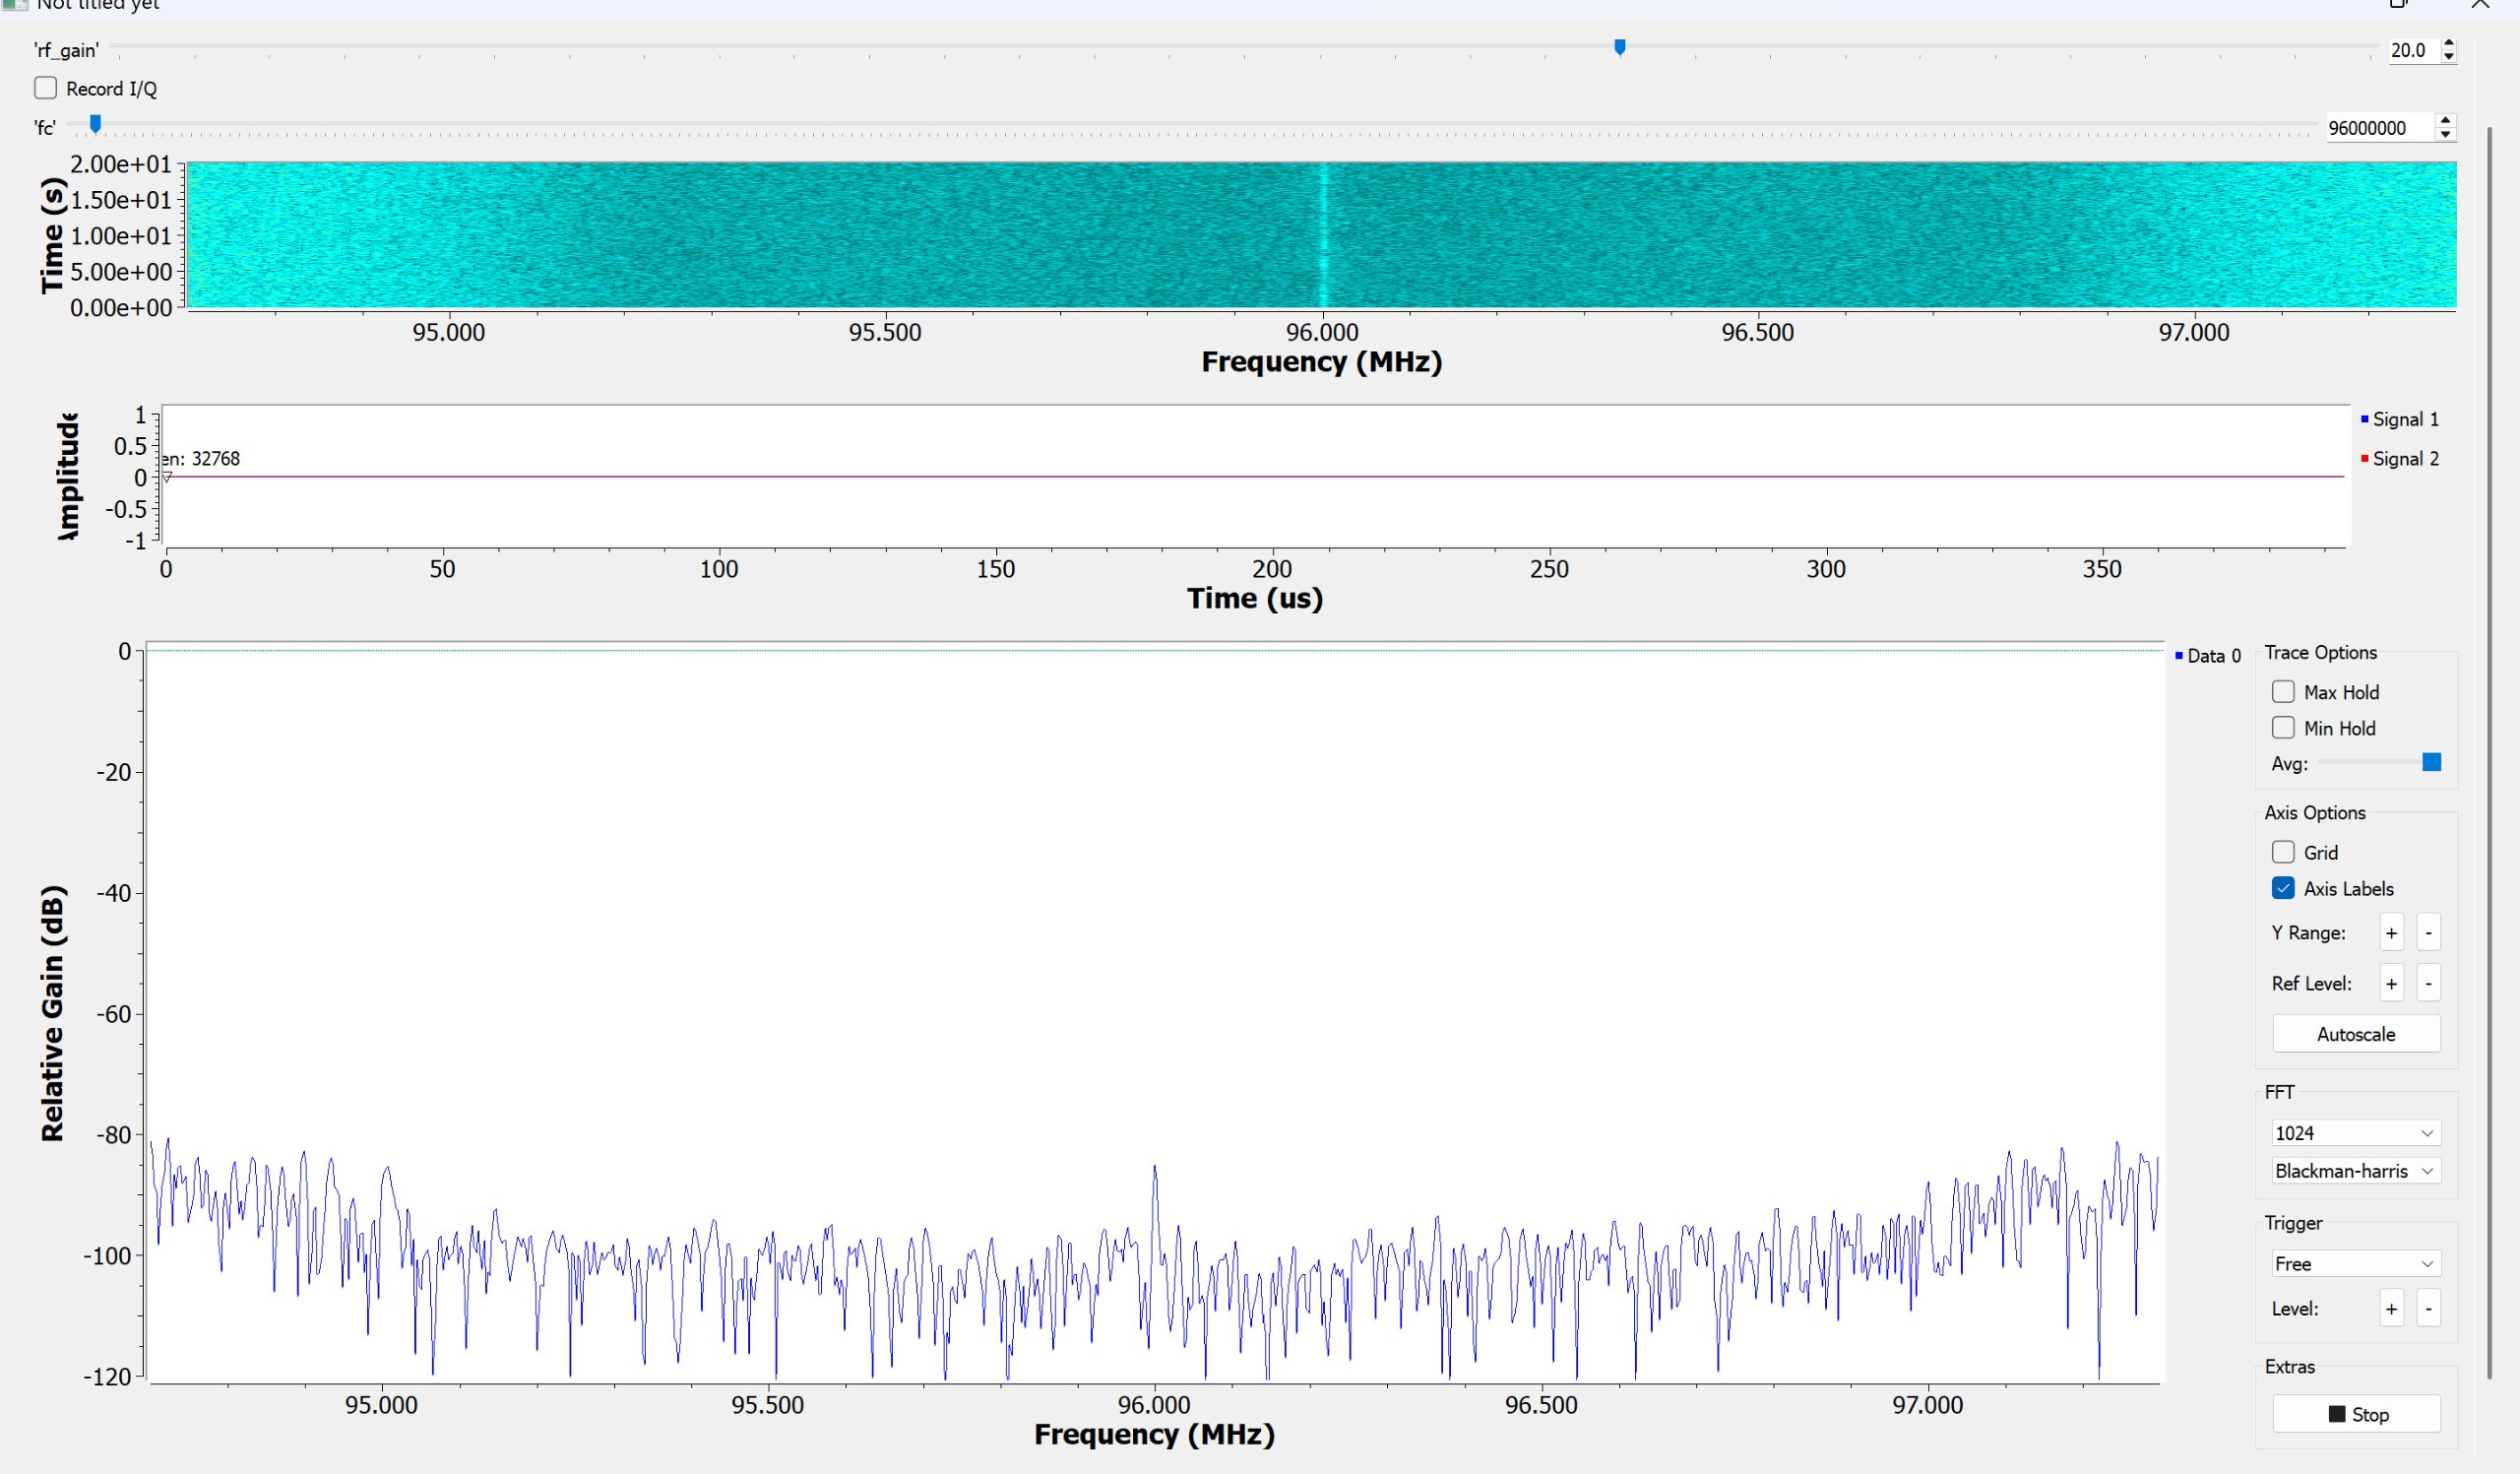 Not titled yet
'rf_gain' 20.0
Record I/Q
'fc' 96000000
2.00e+01
1.50e+01
1.00e+01
5.00e+00
0.00e+00
Time (s)
95.000 95.500 96.000 96.500 97.000
Frequency (MHz)
1
0.5
0
-0.5
-1
Amplitude
en: 32768
Signal 1
Signal 2
0 50 100 150 200 250 300 350
Time (us)
0
-20
-40
-60
-80
-100
-120
Relative Gain (dB)
95.000 95.500 96.000 96.500 97.000
Frequency (MHz)
Data 0
Trace Options
Max Hold
Min Hold
Avg:
Axis Options
Grid
Axis Labels
Y Range: + -
Ref Level: + -
Autoscale
FFT
1024
Blackman-harris
Trigger
Free
Level: + -
Extras
Stop